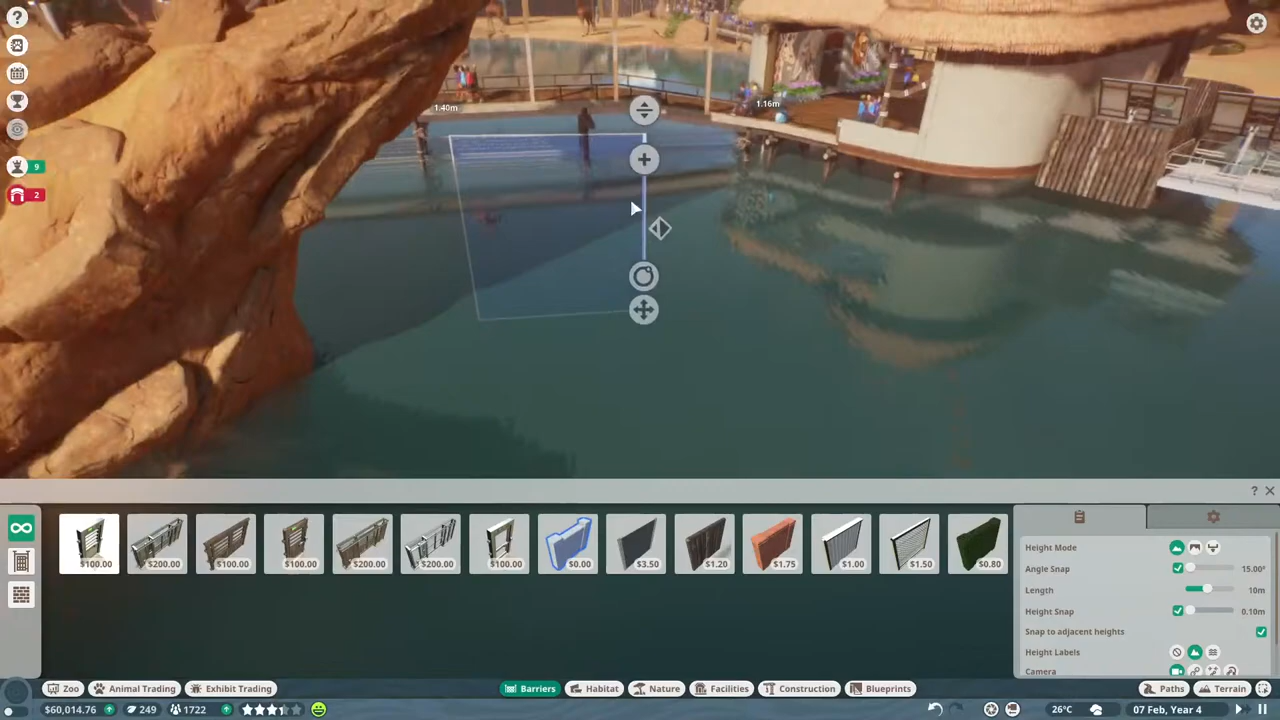 1.40m
1.16m
9
2
$100.00
$200.00
$100.00
$100.00
$200.00
$200.00
$100.00
$0.00
$3.50
$1.20
$1.75
$1.00
$1.50
$0.80
? ×
Height Mode
Angle Snap 15.00°
Length 10m
Height Snap 0.10m
Snap to adjacent heights
Height Labels
Camera
Zoo Animal Trading Exhibit Trading Barriers Habitat Nature Facilities Construction Blueprints Paths Terrain
$60,014.76 249 1722 26°C 07 Feb, Year 4